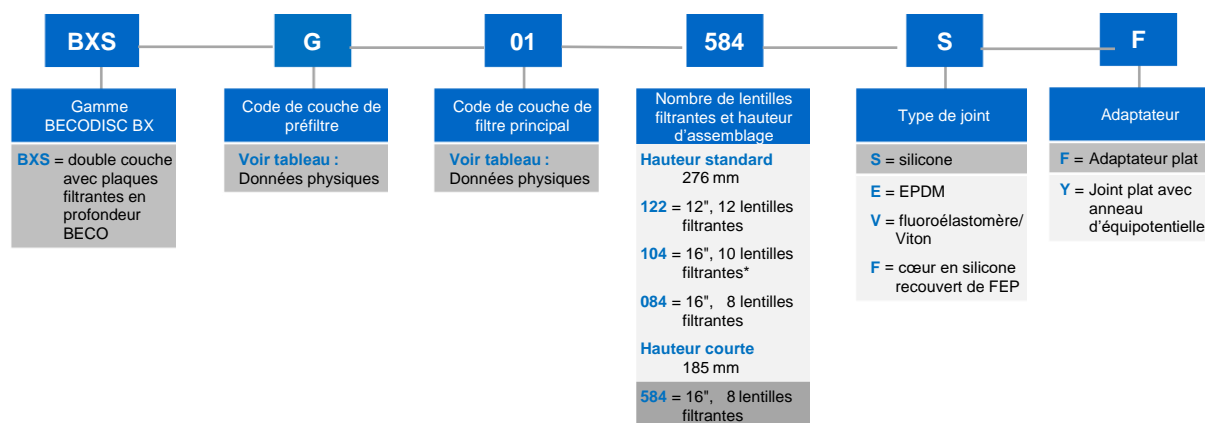 BXS
G
01
584
S
F
Gamme
BECODISC BX
BXS = double couche
avec plaques
filtrantes en
profondeur
BECO
Code de couche de
préfiltre
Voir tableau :
Données physiques
Code de couche de
filtre principal
Voir tableau :
Données physiques
Nombre de lentilles
filtrantes et hauteur
d’assemblage
Hauteur standard
276 mm
122 = 12", 12 lentilles
filtrantes
104 = 16", 10 lentilles
filtrantes*
084 = 16", 8 lentilles
filtrantes
Hauteur courte
185 mm
584 = 16", 8 lentilles
filtrantes
Type de joint
S = silicone
E = EPDM
V = fluoroélastomère/
Viton
F = cœur en silicone
recouvert de FEP
Adaptateur
F = Adaptateur plat
Y = Joint plat avec
anneau
d’équipotentielle